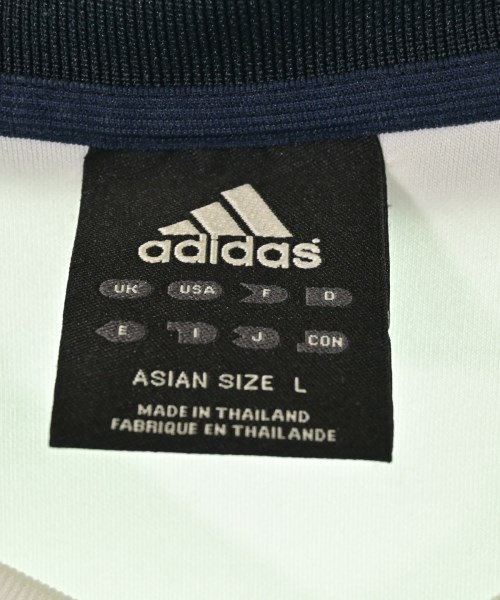 adidas
UK USA F D
E I J CON
ASIAN SIZE L
MADE IN THAILAND
FABRIQUE EN THAILANDE